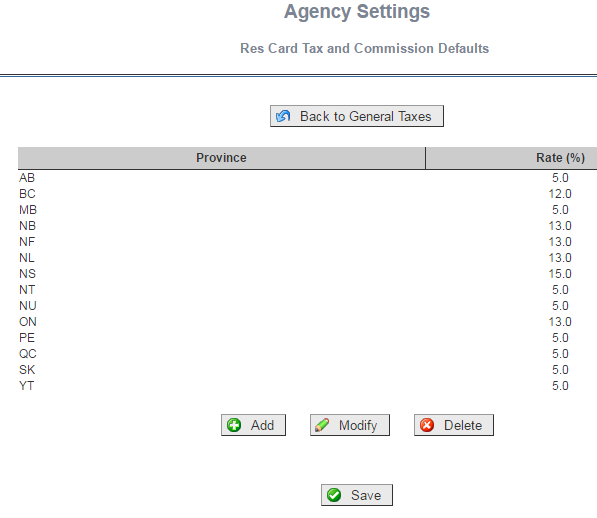 Agency Settings
Res Card Tax and Commission Defaults
Back to General Taxes
Province Rate (%)
AB 5.0
BC 12.0
MB 5.0
NB 13.0
NF 13.0
NL 13.0
NS 15.0
NT 5.0
NU 5.0
ON 13.0
PE 5.0
QC 5.0
SK 5.0
YT 5.0
Add Modify Delete
Save